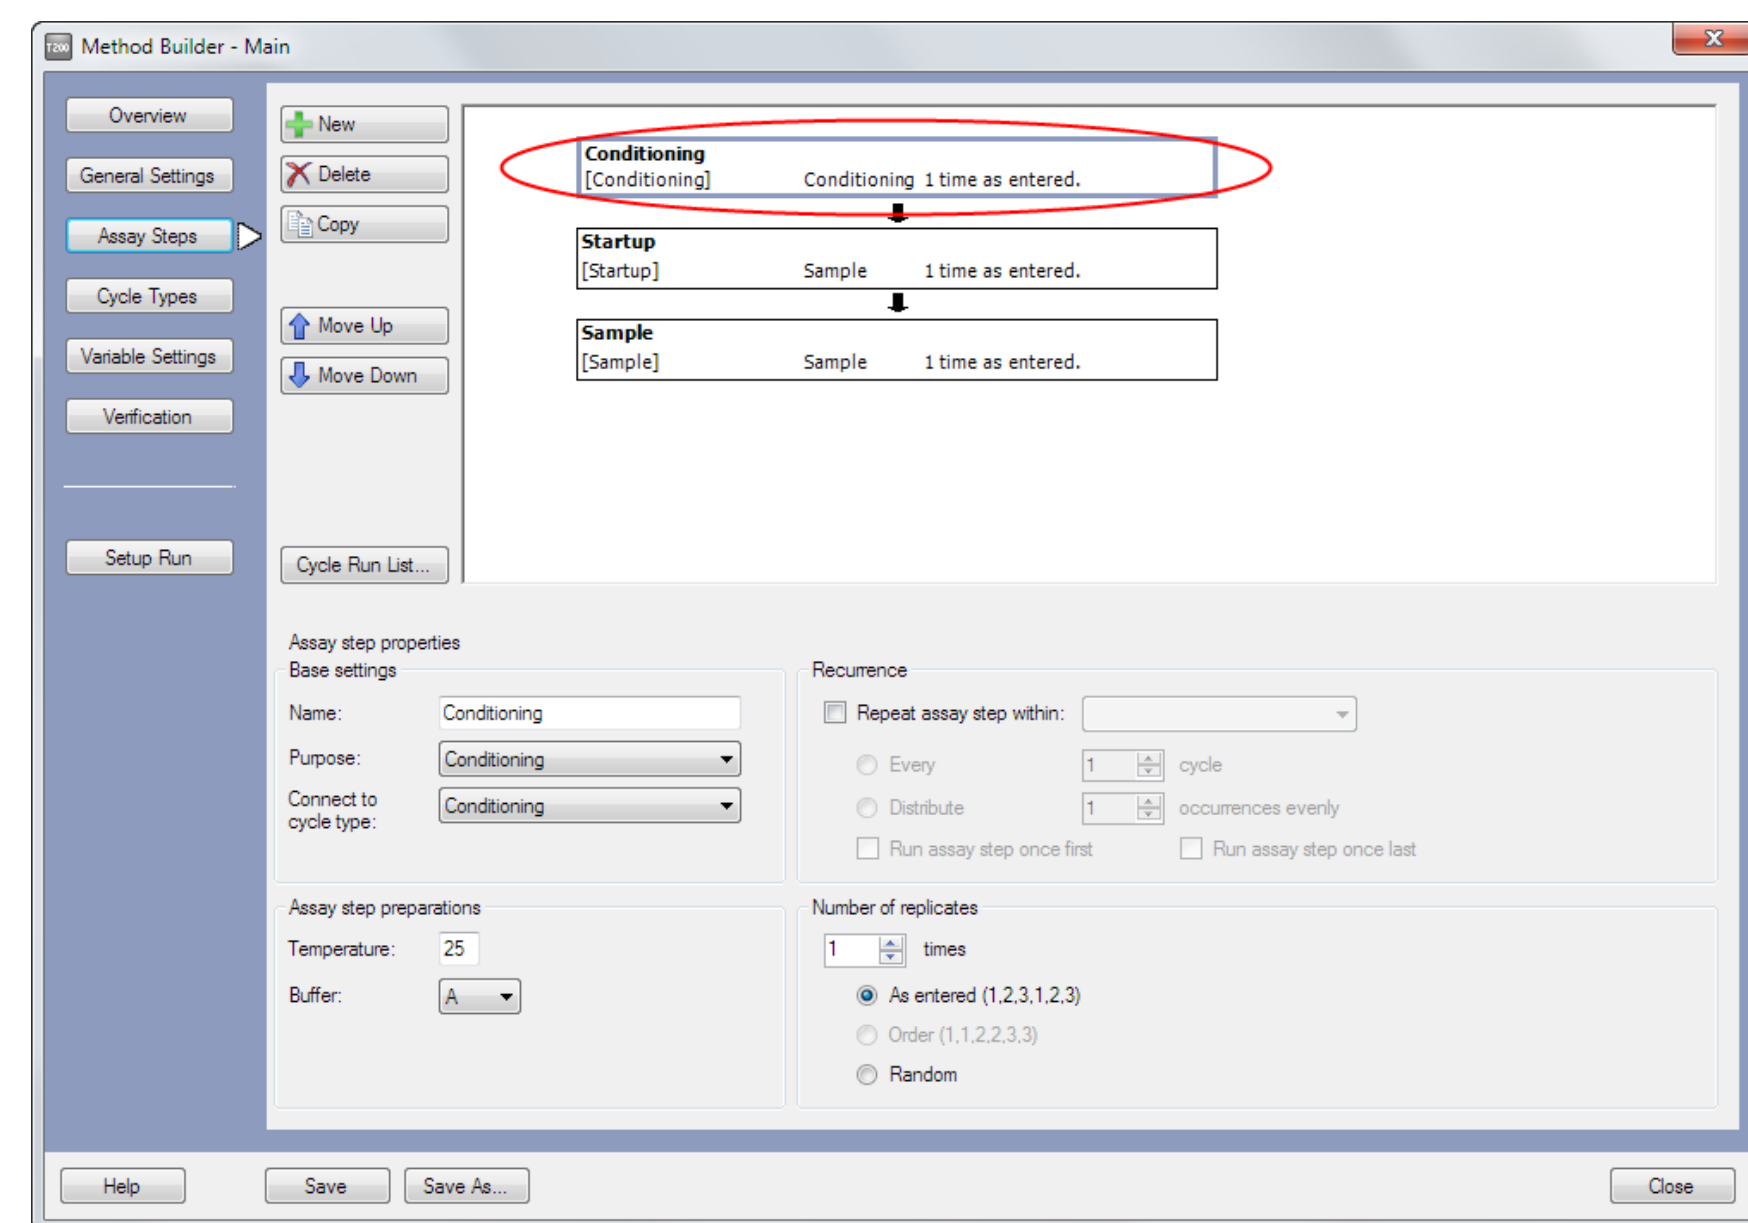 T200 Method Builder - Main
X
Overview
General Settings
Assay Steps
Cycle Types
Variable Settings
Verification
Setup Run
New
Delete
Copy
Move Up
Move Down
Cycle Run List...
Conditioning
[Conditioning] Conditioning 1 time as entered.
Startup
[Startup] Sample 1 time as entered.
Sample
[Sample] Sample 1 time as entered.
Assay step properties
Base settings
Name: Conditioning
Purpose: Conditioning
Connect to
cycle type: Conditioning
Recurrence
Repeat assay step within:
Every 1 cycle
Distribute 1 occurrences evenly
Run assay step once first Run assay step once last
Assay step preparations
Temperature: 25
Buffer: A
Number of replicates
1 times
As entered (1,2,3,1,2,3)
Order (1,1,2,2,3,3)
Random
Help Save Save As... Close